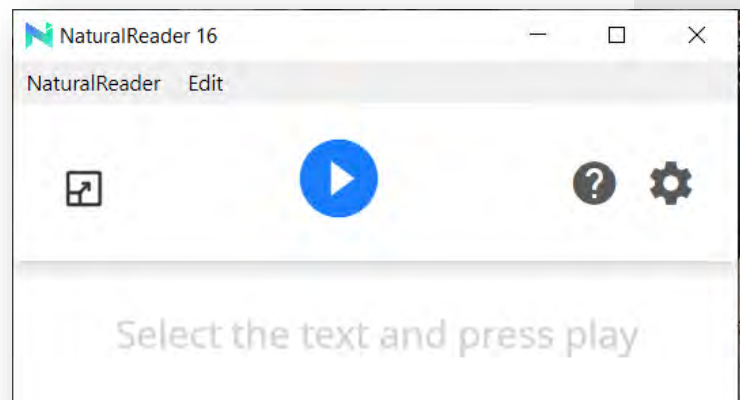 NaturalReader 16
NaturalReader Edit
Select the text and press play